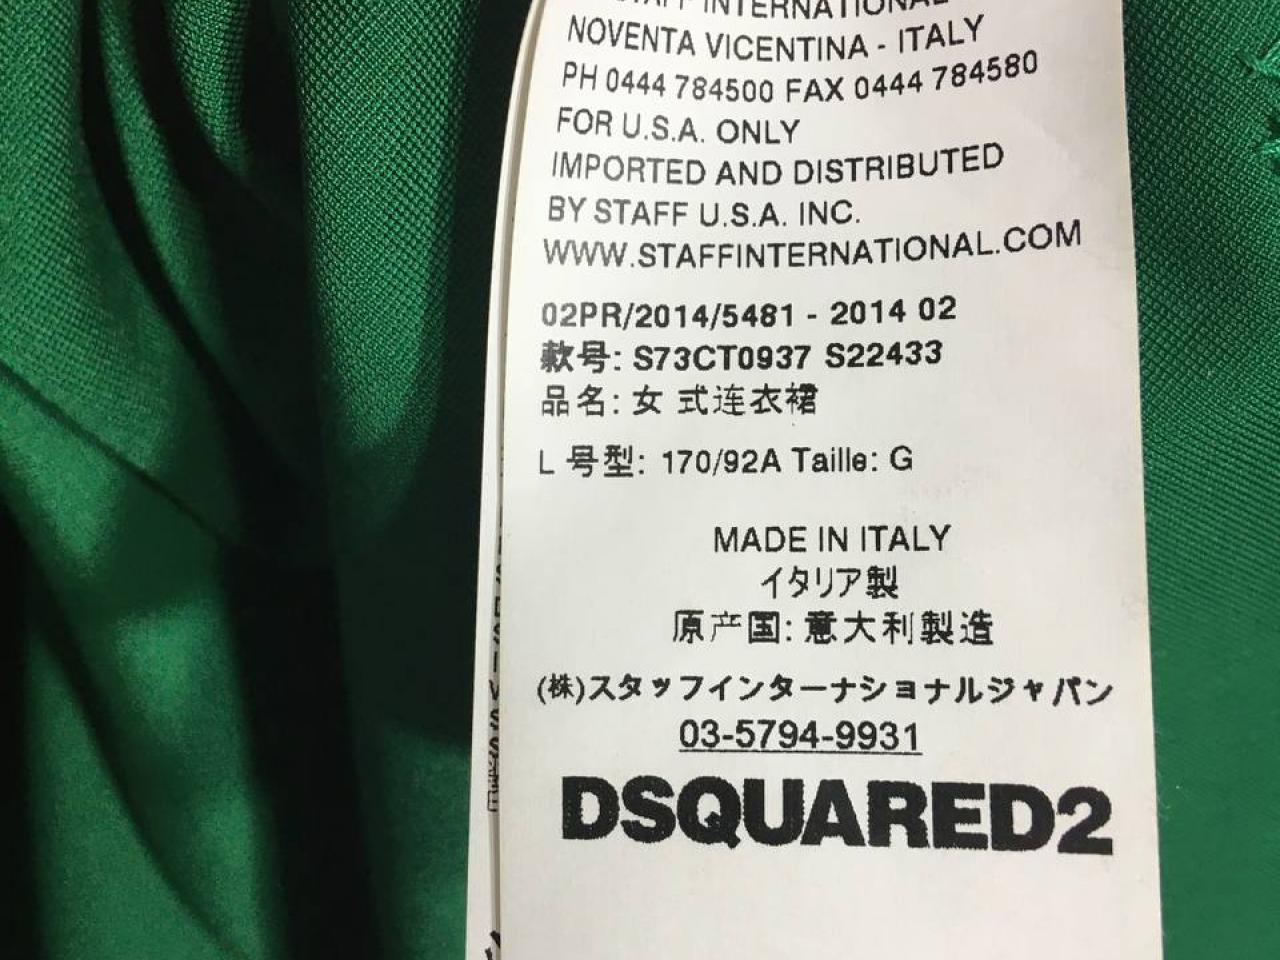 STAFF INTERNATIONAL
NOVENTA VICENTINA - ITALY
PH 0444 784500 FAX 0444 784580
FOR U.S.A. ONLY
IMPORTED AND DISTRIBUTED
BY STAFF U.S.A. INC.
WWW.STAFFINTERNATIONAL.COM
02PR/2014/5481 - 2014 02
款号: S73CT0937 S22433
品名: 女 式连衣裙
L 号型: 170/92A Taille: G
MADE IN ITALY
イタリア製
原产国: 意大利製造
(株)スタッフインターナショナルジャパン
03-5794-9931
DSQUARED2